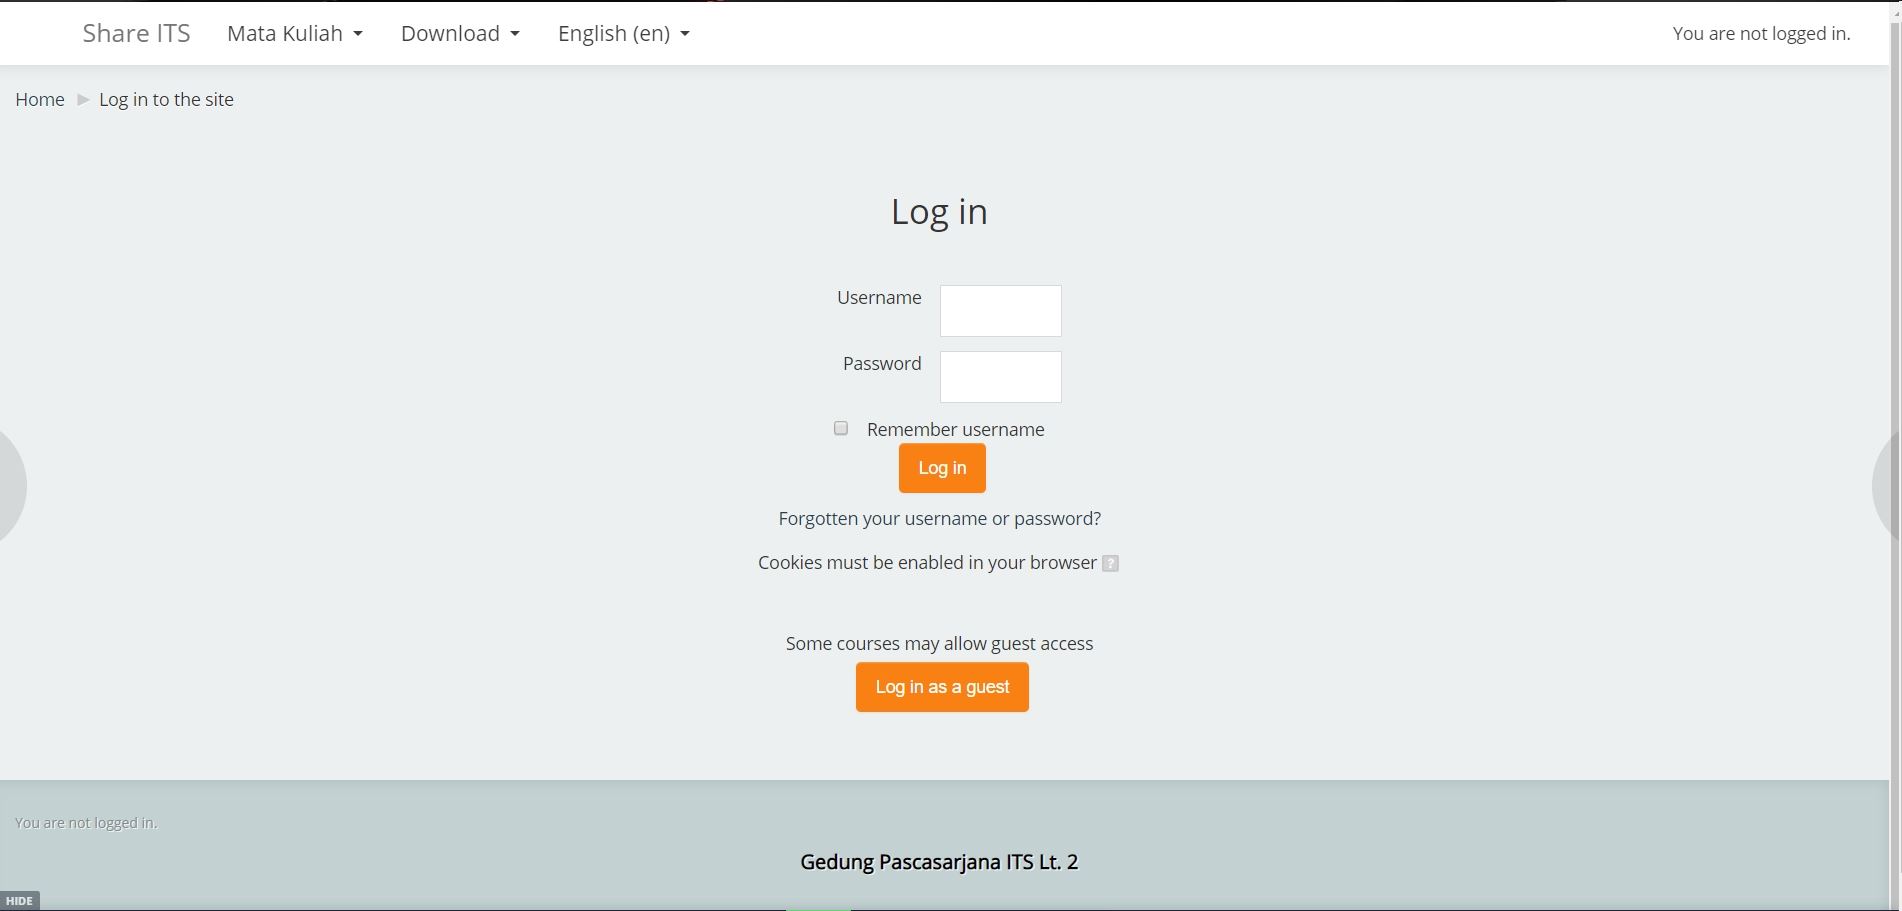 Share ITS Mata Kuliah Download English (en) You are not logged in.
Home Log in to the site
Log in
Username
Password
Remember username
Log in
Forgotten your username or password?
Cookies must be enabled in your browser ?
Some courses may allow guest access
Log in as a guest
You are not logged in.
Gedung Pascasarjana ITS Lt. 2
HIDE